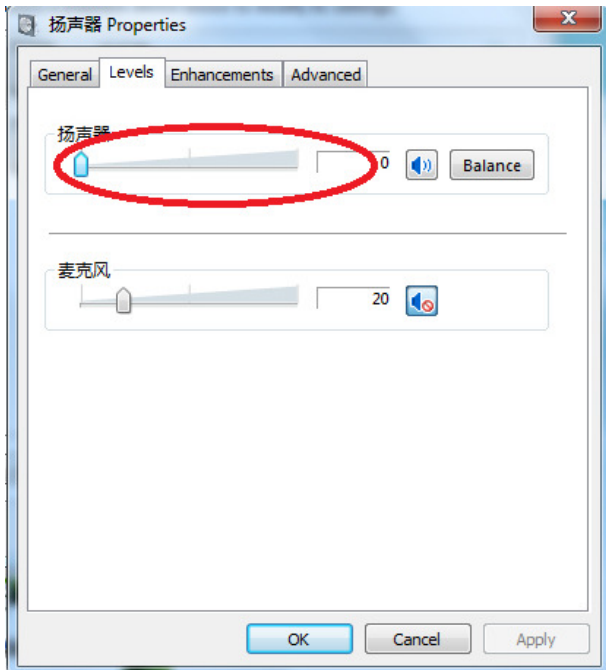 扬声器 Properties
General Levels Enhancements Advanced
扬声器
0 Balance
麦克风
20
OK Cancel Apply